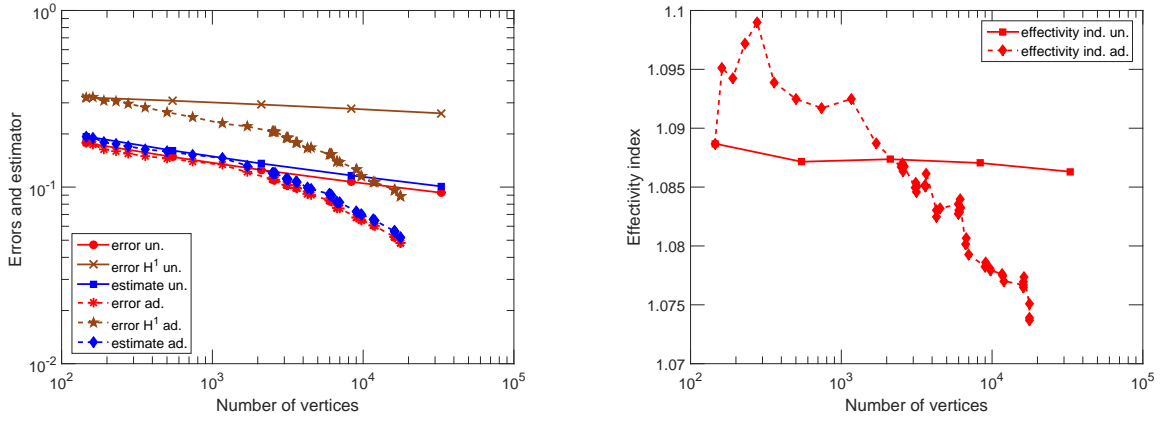 10^0
10^-1
10^-2
Errors and estimator
error un.
error H^1 un.
estimate un.
error ad.
error H^1 ad.
estimate ad.
10^2
10^3
10^4
10^5
Number of vertices
1.1
1.095
1.09
1.085
1.08
1.075
1.07
Effectivity index
effectivity ind. un.
effectivity ind. ad.
10^2
10^3
10^4
10^5
Number of vertices